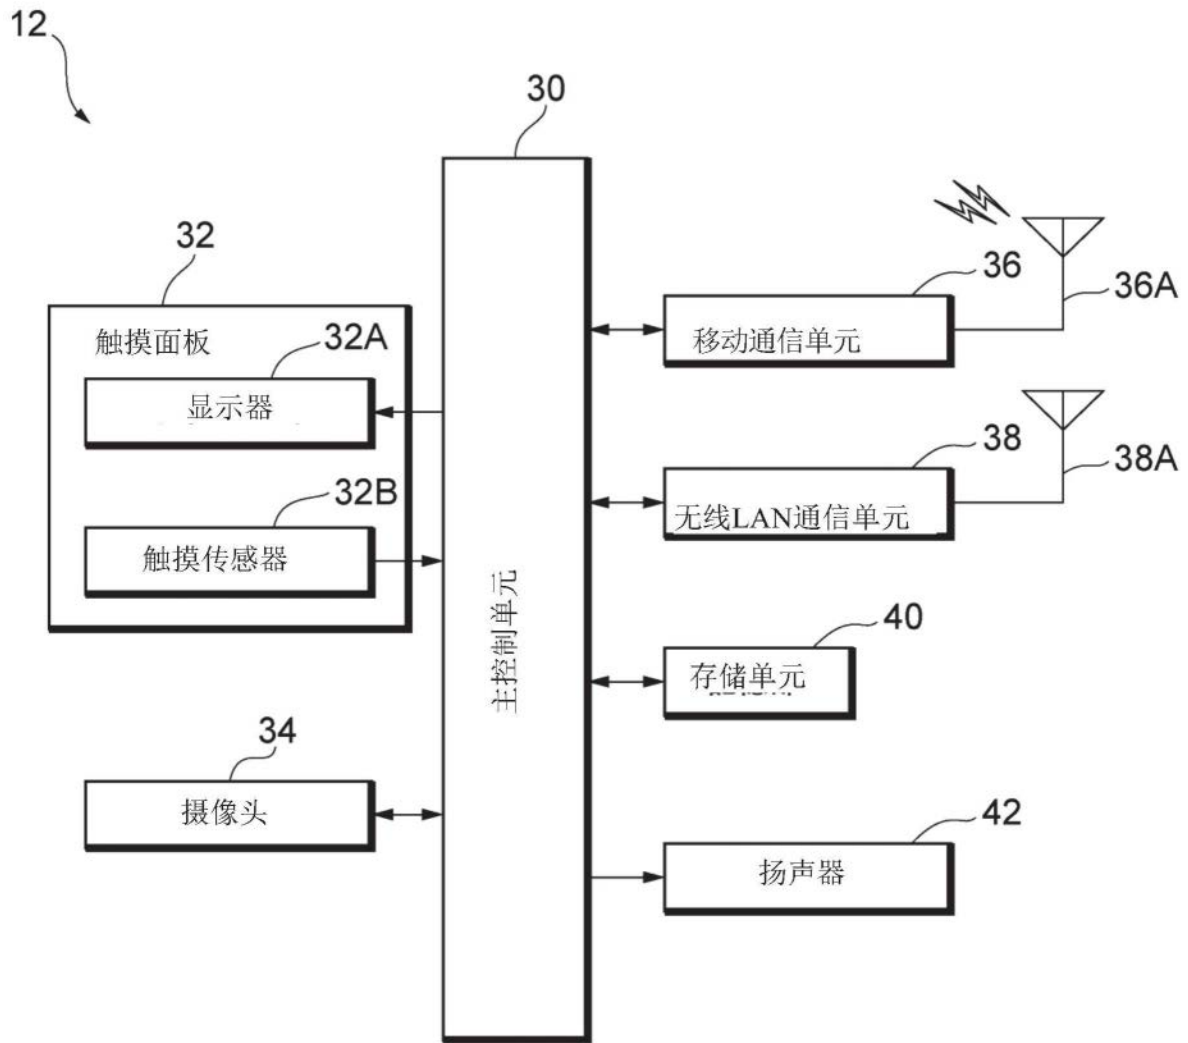 12
30
32
触摸面板
32A
显示器
32B
触摸传感器
34
摄像头
主控制单元
36
36A
移动通信单元
38
38A
无线LAN通信单元
40
存储单元
42
扬声器